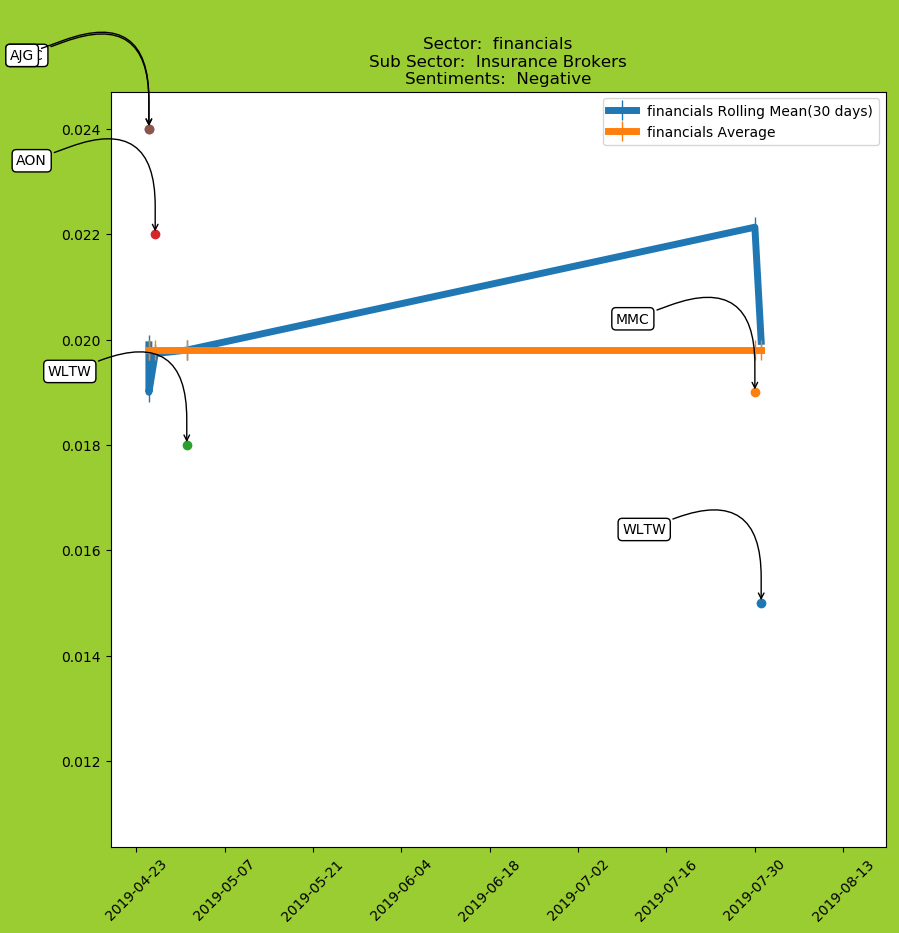 Sector:  financials
Sub Sector:  Insurance Brokers
Sentiments:  Negative
AJG
AON
WLTW
MMC
WLTW
financials Rolling Mean(30 days)
financials Average
0.024
0.022
0.020
0.018
0.016
0.014
0.012
2019-04-23
2019-05-07
2019-05-21
2019-06-04
2019-06-18
2019-07-02
2019-07-16
2019-07-30
2019-08-13